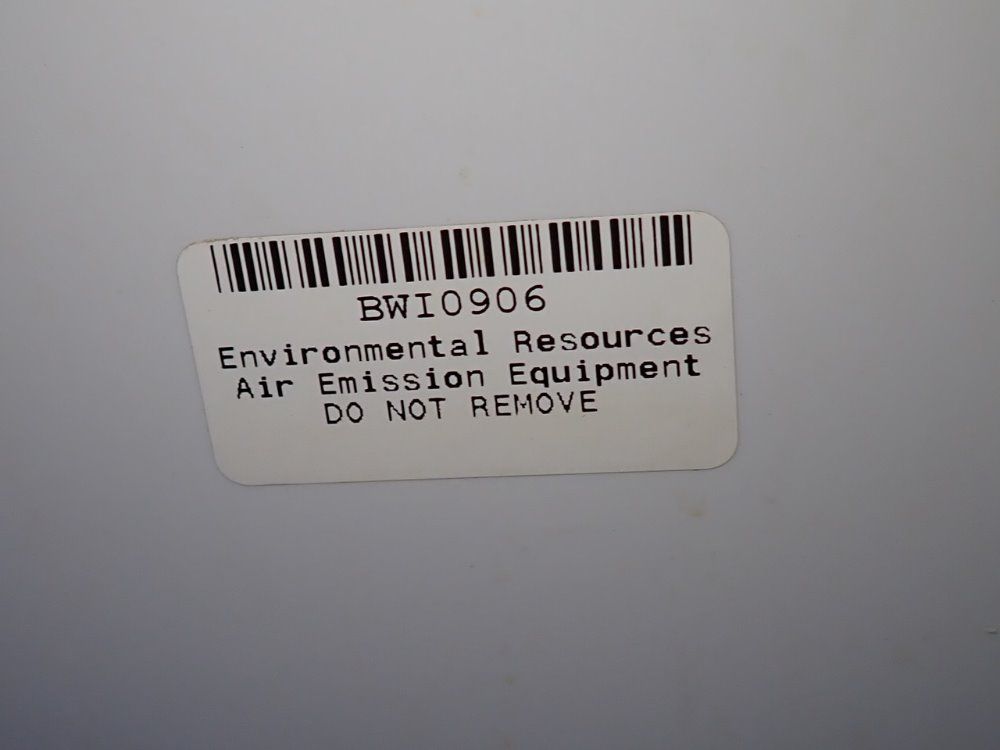 BWI0906
Environmental Resources
Air Emission Equipment
DO NOT REMOVE